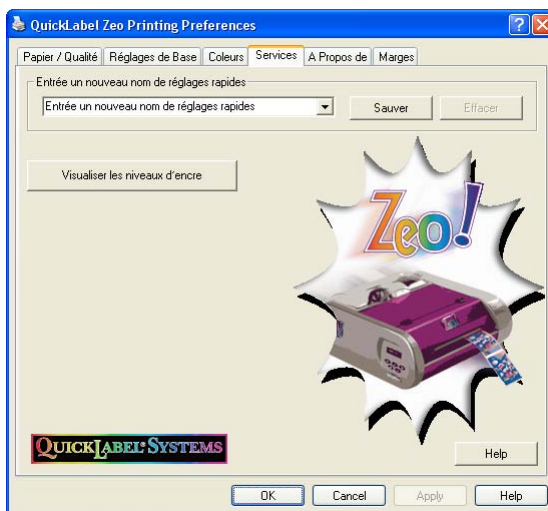 QuickLabel Zeo Printing Preferences
Papier / Qualité Réglages de Base Coleurs Services A Propos de Marges
Entrée un nouveau nom de réglages rapides
Entrée un nouveau nom de réglages rapides Sauver Effacer
Visualiser les niveaux d'encre
Zeo!
QUICKLABEL® SYSTEMS
Help
OK Cancel Apply Help